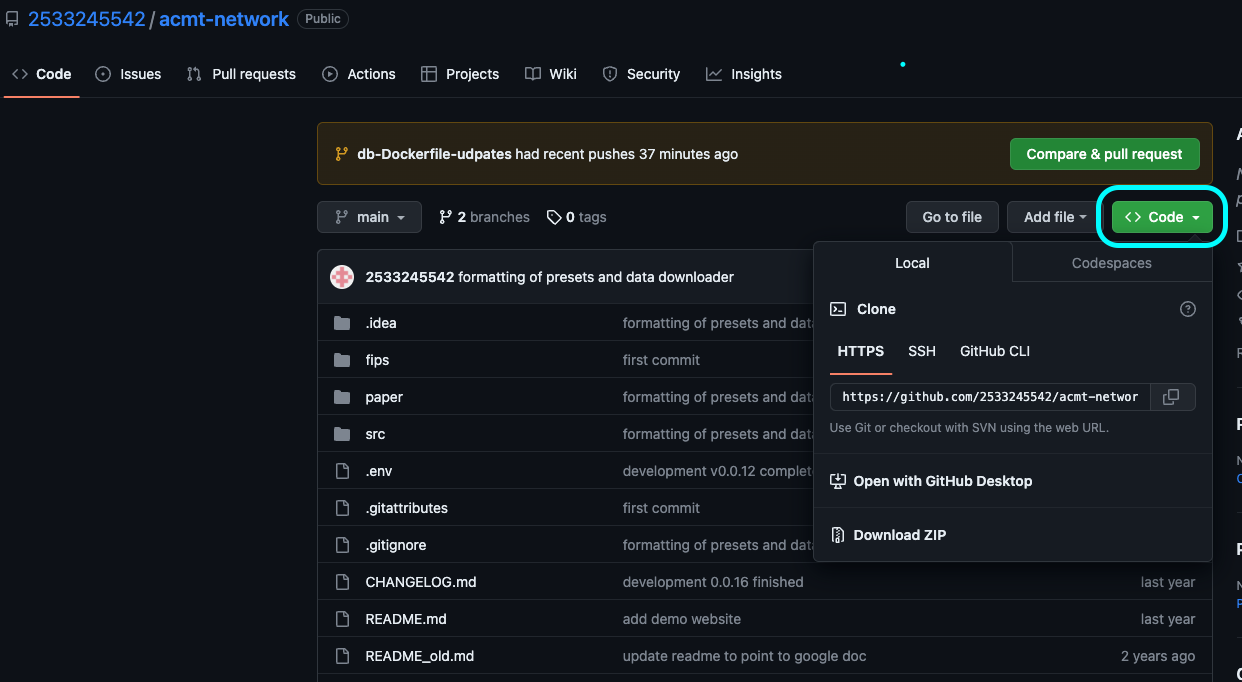 2533245542 / acmt-network Public
Code Issues Pull requests Actions Projects Wiki Security Insights
db-Dockerfile-udpates had recent pushes 37 minutes ago Compare & pull request
main 2 branches 0 tags Go to file Add file Code
Local Codespaces
2533245542 formatting of presets and data downloader
Clone
.idea formatting of presets and data
HTTPS SSH GitHub CLI
fips first commit
https://github.com/2533245542/acmt-networ
paper formatting of presets and data
Use Git or checkout with SVN using the web URL.
src formatting of presets and data
.env development v0.0.12 complet
Open with GitHub Desktop
.gitattributes first commit
Download ZIP
.gitignore formatting of presets and data
CHANGELOG.md development 0.0.16 finished last year
README.md add demo website last year
README_old.md update readme to point to google doc 2 years ago